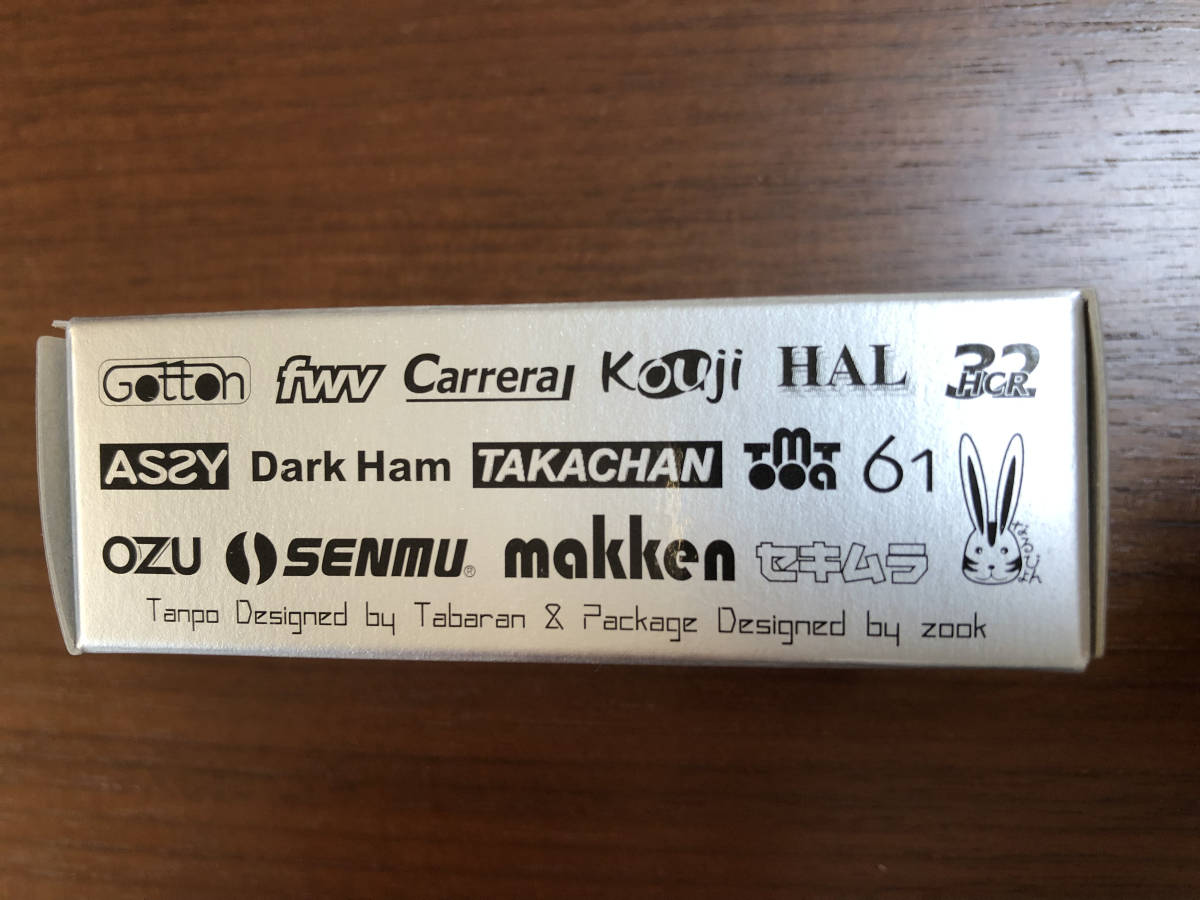 Gotton fwv Carrera Kouji HAL 32 HCR
ASSY Dark Ham TAKACHAN 61
OZU SENMU® makken セキムラ
Tanpo Designed by Tabaran & Package Designed by zook